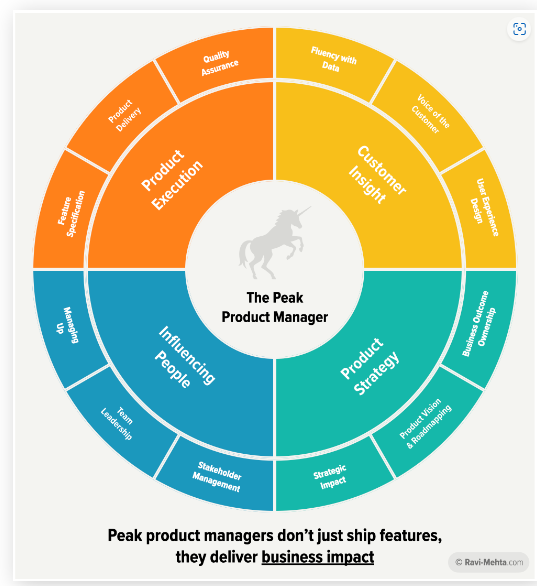 Quality
Assurance
Fluency with
Data
Product
Delivery
Voice of the
Customer
Feature
Specification
Product
Execution
Customer
Insight
User Experience
Design
The Peak
Product Manager
Managing
Up
Influencing
People
Product
Strategy
Business Outcome
Ownership
Team
Leadership
Product Vision
& Roadmapping
Stakeholder
Management
Strategic
Impact
Peak product managers don't just ship features,
they deliver business impact
© Ravi-Mehta.com